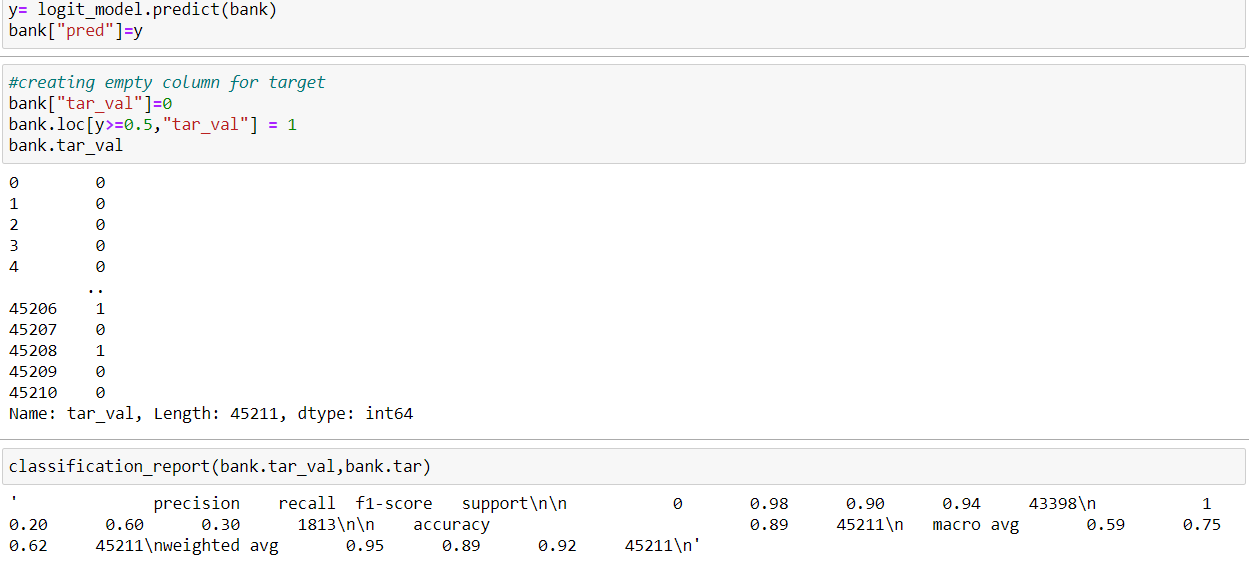 y= logit_model.predict(bank)
bank["pred"]=y
#creating empty column for target
bank["tar_val"]=0
bank.loc[y>=0.5,"tar_val"] = 1
bank.tar_val
0        0
1        0
2        0
3        0
4        0
        ..
45206    1
45207    0
45208    1
45209    0
45210    0
Name: tar_val, Length: 45211, dtype: int64
classification_report(bank.tar_val,bank.tar)
'              precision    recall  f1-score   support\n\n           0       0.98      0.90      0.94     43398\n           1
0.20      0.60      0.30      1813\n\n    accuracy                           0.89     45211\n   macro avg       0.59      0.75
0.62     45211\nweighted avg       0.95      0.89      0.92     45211\n'